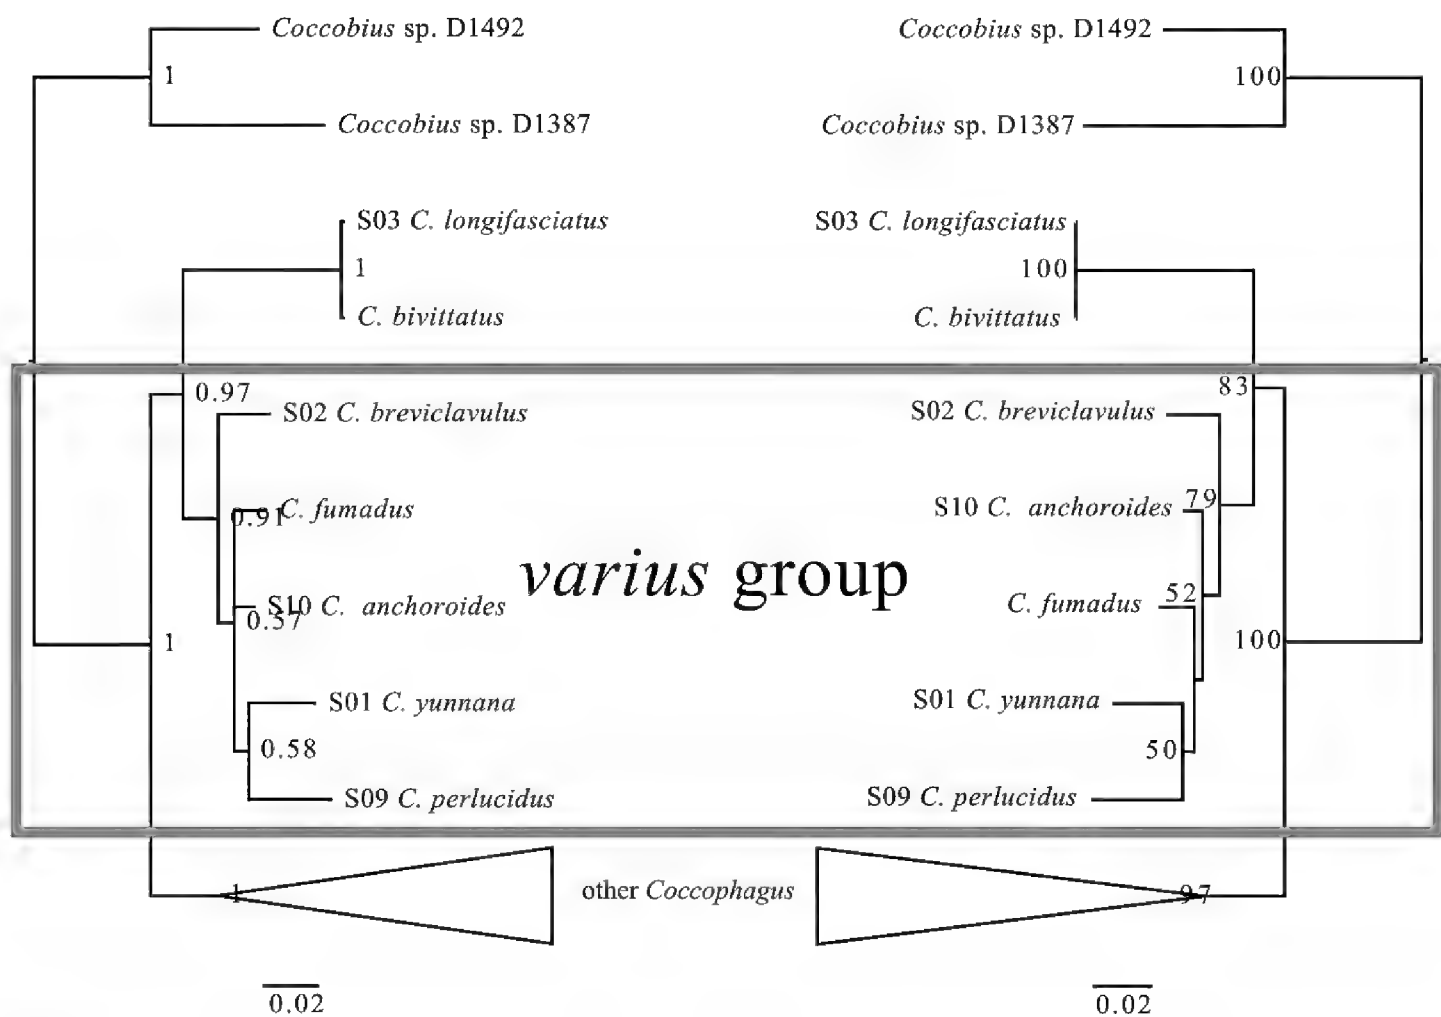 Coccobius sp. D1492
Coccobius sp. D1492
1
100
Coccobius sp. D1387
Coccobius sp. D1387
S03 C. longifasciatus
S03 C. longifasciatus
1
100
C. bivittatus
C. bivittatus
0.97
83
S02 C. breviclavulus
S02 C. breviclavulus
0.91
C. fumadus
79
S10 C. anchoroides
varius group
S10 C. anchoroides
0.57
C. fumadus
52
1
100
S01 C. yunnana
S01 C. yunnana
0.58
50
S09 C. perlucidus
S09 C. perlucidus
1
other Coccophagus
97
0.02
0.02